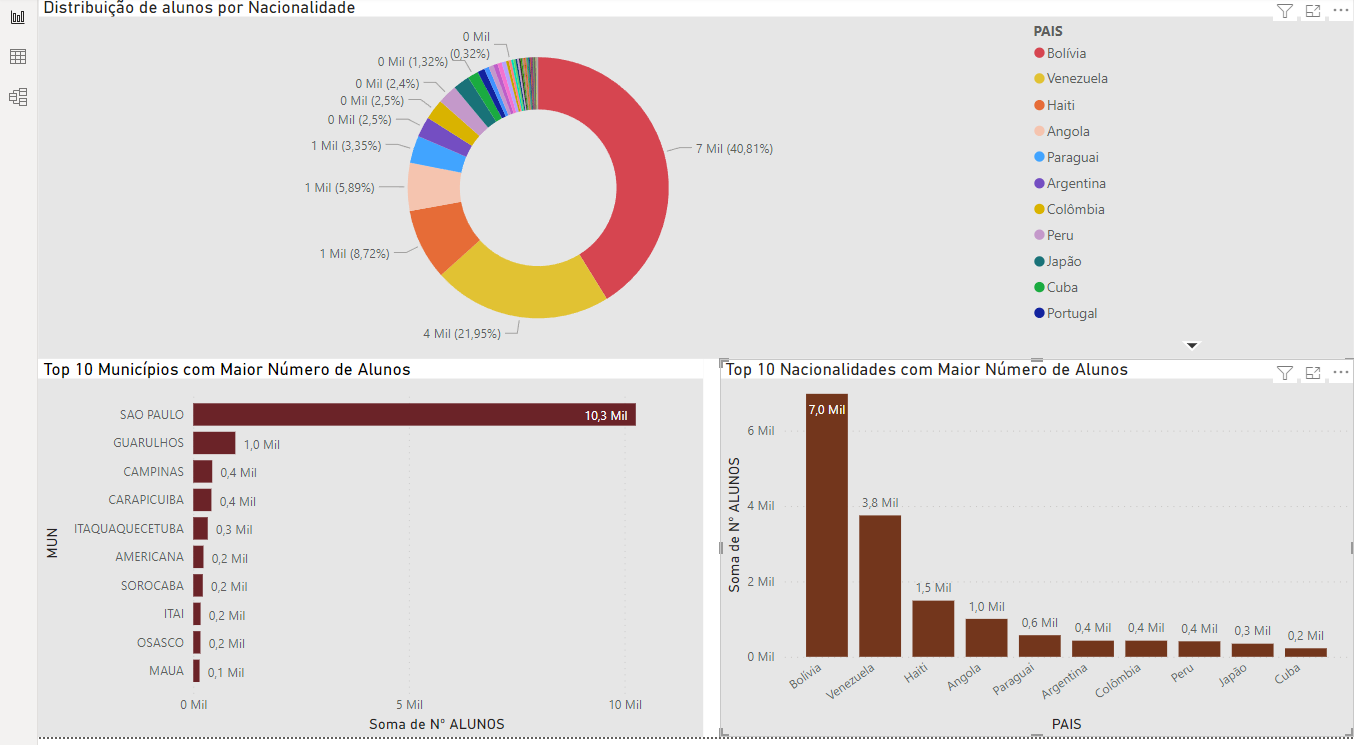 Distribuição de alunos por Nacionalidade
0 Mil
(0,32%)
0 Mil (1,32%)
0 Mil (2,4%)
0 Mil (2,5%)
0 Mil (2,5%)
1 Mil (3,35%)
1 Mil (5,89%)
1 Mil (8,72%)
4 Mil (21,95%)
7 Mil (40,81%)
PAIS
Bolívia
Venezuela
Haiti
Angola
Paraguai
Argentina
Colômbia
Peru
Japão
Cuba
Portugal
Top 10 Municípios com Maior Número de Alunos
MUN
SAO PAULO 10,3 Mil
GUARULHOS 1,0 Mil
CAMPINAS 0,4 Mil
CARAPICUIBA 0,4 Mil
ITAQUAQUECETUBA 0,3 Mil
AMERICANA 0,2 Mil
SOROCABA 0,2 Mil
ITAI 0,2 Mil
OSASCO 0,2 Mil
MAUA 0,1 Mil
0 Mil 5 Mil 10 Mil
Soma de Nº ALUNOS
Top 10 Nacionalidades com Maior Número de Alunos
Soma de Nº ALUNOS
6 Mil
4 Mil
2 Mil
0 Mil
7,0 Mil 3,8 Mil 1,5 Mil 1,0 Mil 0,6 Mil 0,4 Mil 0,4 Mil 0,4 Mil 0,3 Mil 0,2 Mil
Bolívia Venezuela Haiti Angola Paraguai Argentina Colômbia Peru Japão Cuba
PAIS